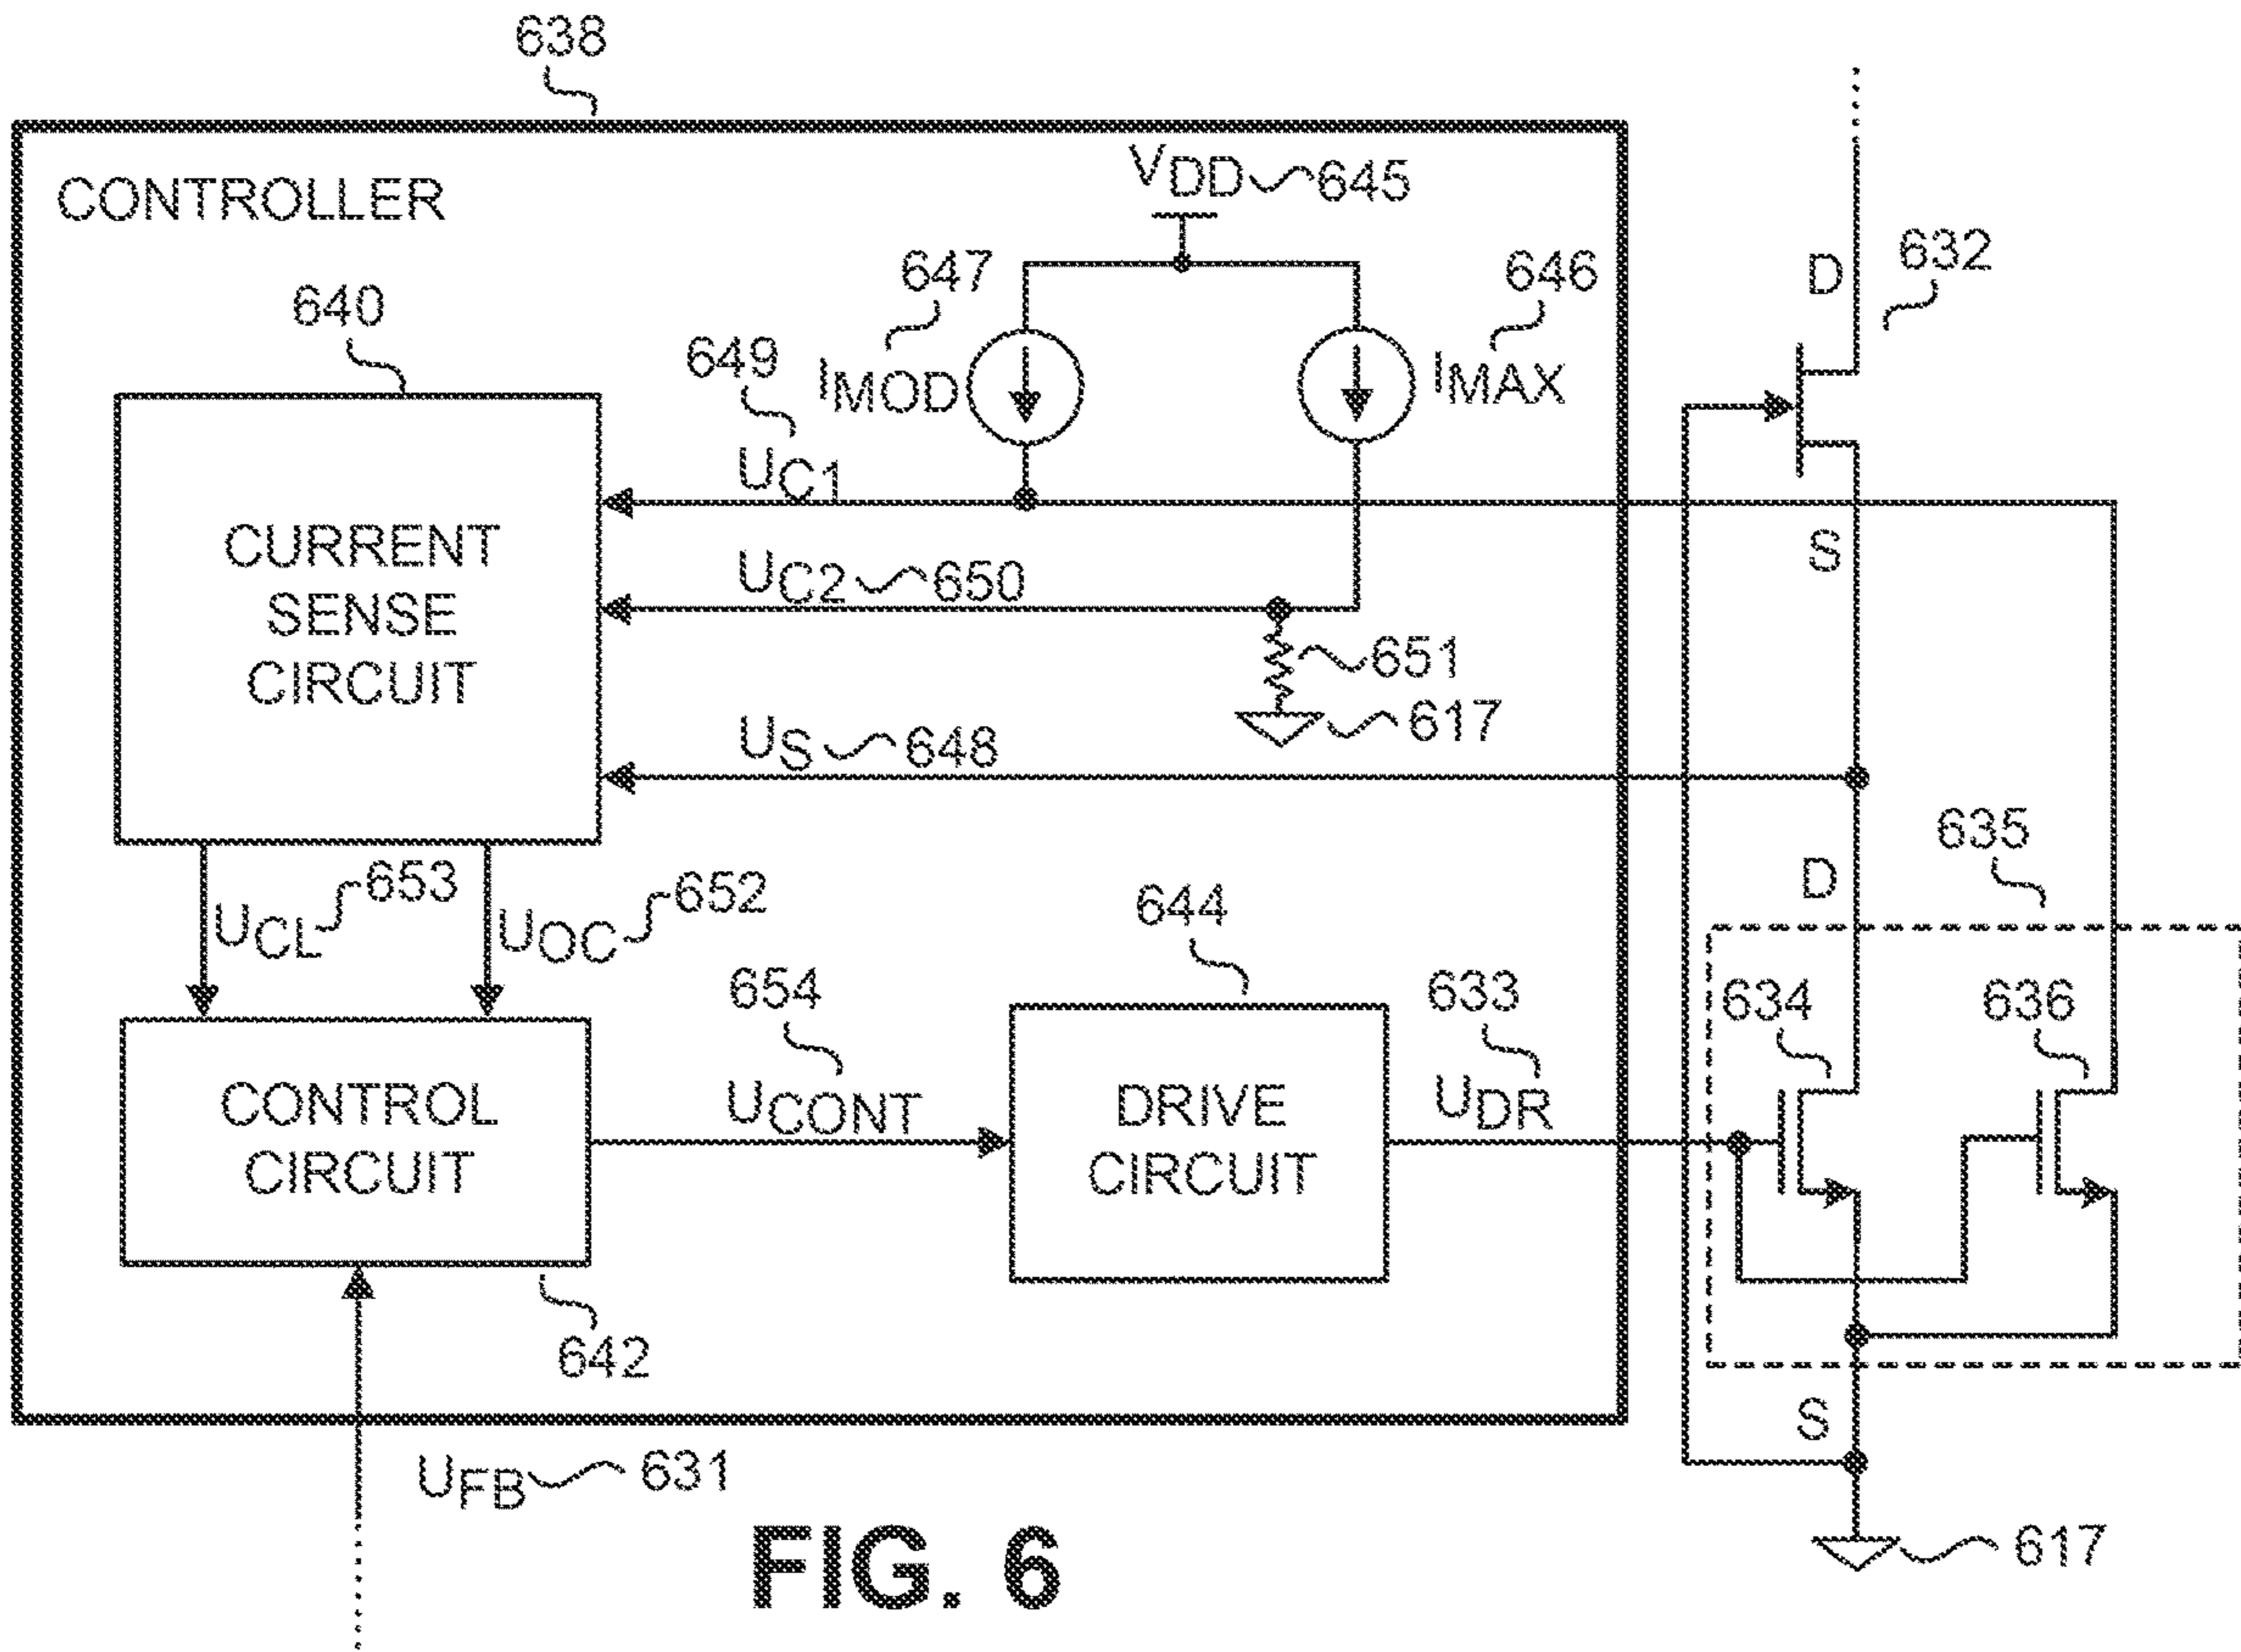 638
CONTROLLER
VDD 645
647
646
D
632
640
649
IMOD
IMAX
UC1
CURRENT
SENSE
CIRCUIT
UC2 650
S
651
617
US 648
635
653
652
D
644
UCL
UOC
654
633
634
636
CONTROL
CIRCUIT
UCONT
DRIVE
CIRCUIT
UDR
642
S
UFB 631
FIG. 6
617